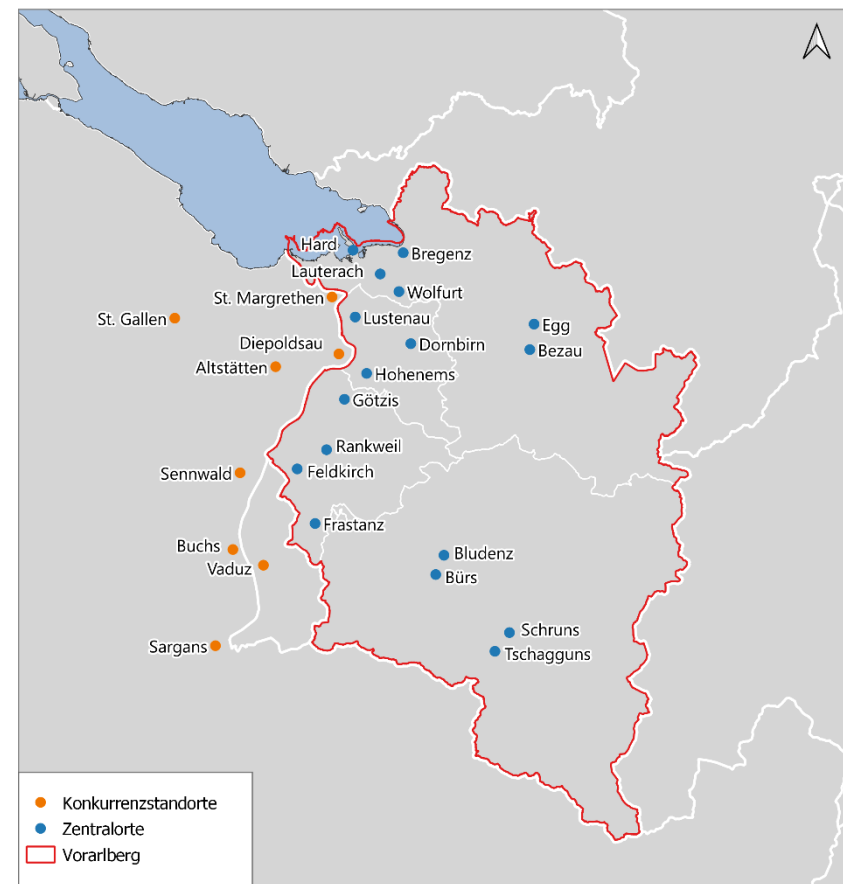 Hard
Bregenz
Lauterach
Wolfurt
St. Margrethen
St. Gallen
Lustenau
Egg
Diepoldsau
Dornbirn
Bezau
Altstätten
Hohenems
Götzis
Rankweil
Sennwald
Feldkirch
Frastanz
Buchs
Bludenz
Vaduz
Bürs
Schruns
Sargans
Tschagguns
Konkurrenzstandorte
Zentralorte
Vorarlberg